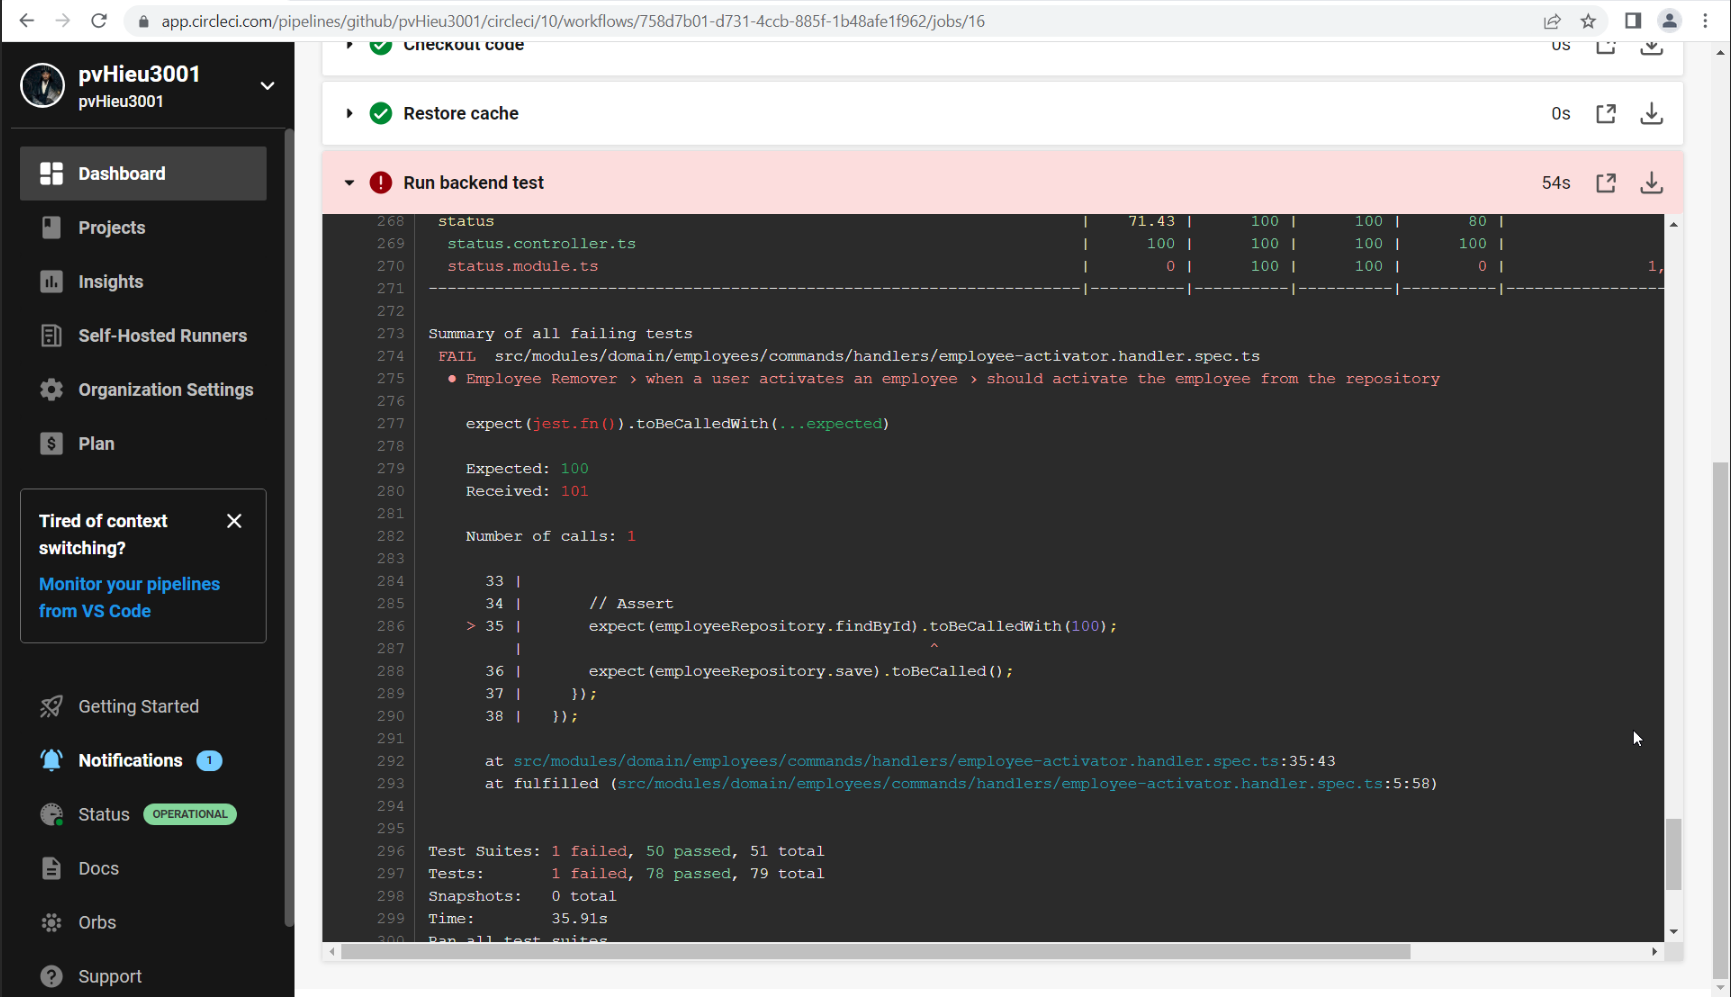 app.circleci.com/pipelines/github/pvHieu3001/circleci/10/workflows/758d7b01-d731-4ccb-885f-1b48afe1f962/jobs/16
pvHieu3001
pvHieu3001
Dashboard
Projects
Insights
Self-Hosted Runners
Organization Settings
Plan
Tired of context
switching?
Monitor your pipelines
from VS Code
Getting Started
Notifications 1
Status OPERATIONAL
Docs
Orbs
Support
Checkout code 0s
Restore cache 0s
Run backend test 54s
268 status | 71.43 | 100 | 100 | 80 |
269 status.controller.ts | 100 | 100 | 100 | 100 |
270 status.module.ts | 0 | 100 | 100 | 0 | 1,
271 ---------------------------------------------------------------------|----------|----------|----------|----------|-----------------
272
273 Summary of all failing tests
274 FAIL src/modules/domain/employees/commands/handlers/employee-activator.handler.spec.ts
275 ● Employee Remover › when a user activates an employee › should activate the employee from the repository
276
277 expect(jest.fn()).toBeCalledWith(...expected)
278
279 Expected: 100
280 Received: 101
281
282 Number of calls: 1
283
284 33 |
285 34 | // Assert
286 > 35 | expect(employeeRepository.findById).toBeCalledWith(100);
287 | ^
288 36 | expect(employeeRepository.save).toBeCalled();
289 37 | });
290 38 | });
291
292 at src/modules/domain/employees/commands/handlers/employee-activator.handler.spec.ts:35:43
293 at fulfilled (src/modules/domain/employees/commands/handlers/employee-activator.handler.spec.ts:5:58)
294
295
296 Test Suites: 1 failed, 50 passed, 51 total
297 Tests: 1 failed, 78 passed, 79 total
298 Snapshots: 0 total
299 Time: 35.91s
300 Ran all test suites.